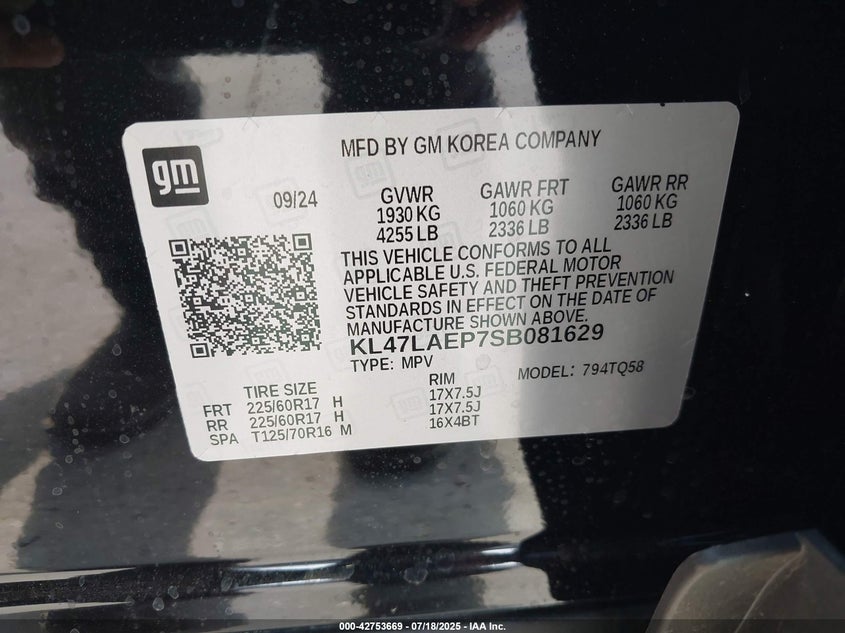 gm
MFD BY GM KOREA COMPANY
09/24
GVWR
1930 KG
4255 LB
GAWR FRT
1060 KG
2336 LB
GAWR RR
1060 KG
2336 LB
THIS VEHICLE CONFORMS TO ALL
APPLICABLE U.S. FEDERAL MOTOR
VEHICLE SAFETY AND THEFT PREVENTION
STANDARDS IN EFFECT ON THE DATE OF
MANUFACTURE SHOWN ABOVE.
KL47LAEP7SB081629
TYPE: MPV
MODEL: 794TQ58
TIRE SIZE
FRT 225/60R17 H
RR 225/60R17 H
SPA T125/70R16 M
RIM
17X7.5J
17X7.5J
16X4BT
000-42753669 - 07/18/2025 - IAA Inc.